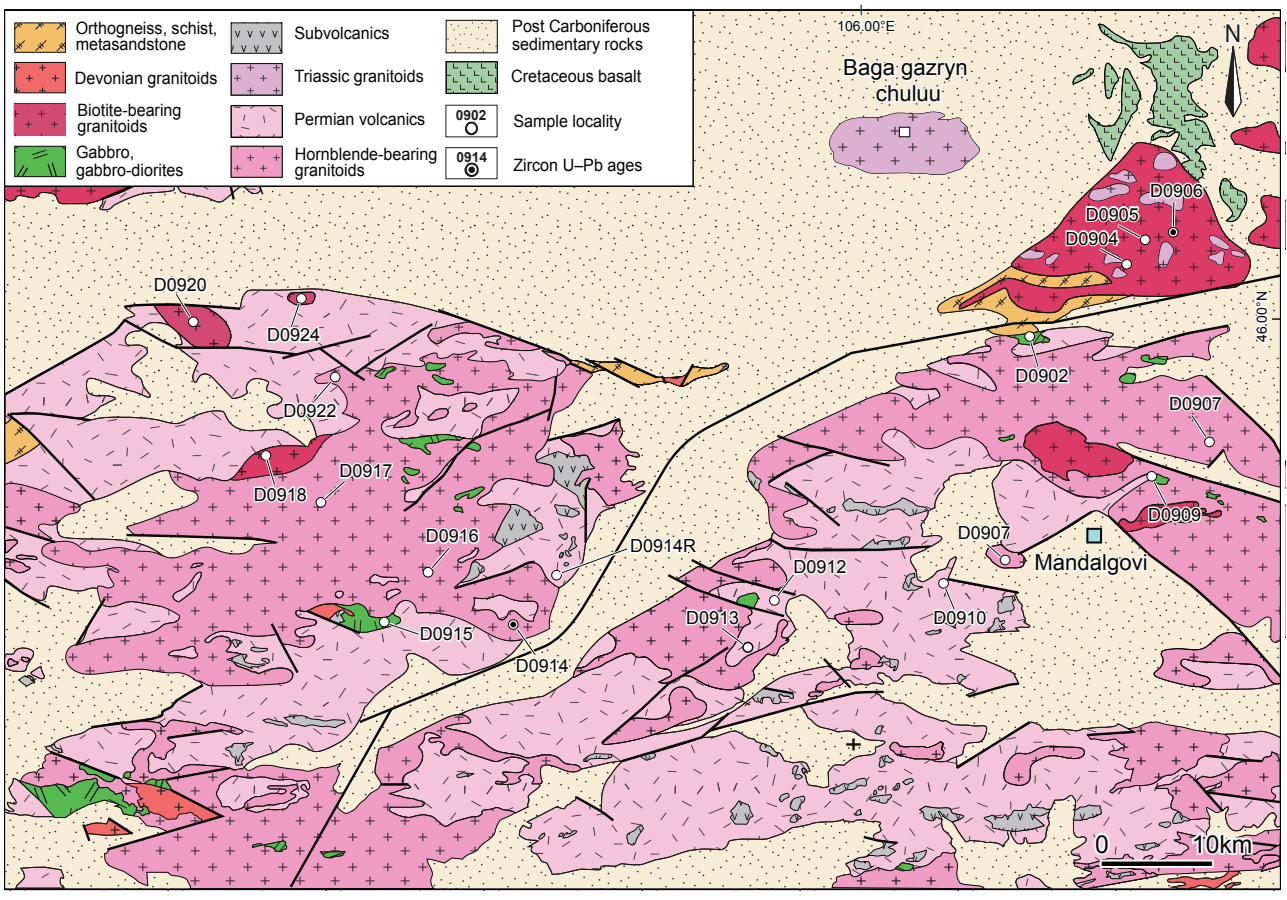 Orthogneiss, schist,
metasandstone
Devonian granitoids
Biotite-bearing
granitoids
Gabbro,
gabbro-diorites
Subvolcanics
Triassic granitoids
Permian volcanics
Hornblende-bearing
granitoids
Post Carboniferous
sedimentary rocks
Cretaceous basalt
0902
Sample locality
0914
Zircon U–Pb ages
106.00°E
N
Baga gazryn
chuluu
D0906
D0905
D0904
46.00°N
D0920
D0924
D0902
D0922
D0907
D0918
D0917
D0909
D0916
D0914R
D0907
Mandalgovi
D0912
D0910
D0913
D0915
D0914
0
10km